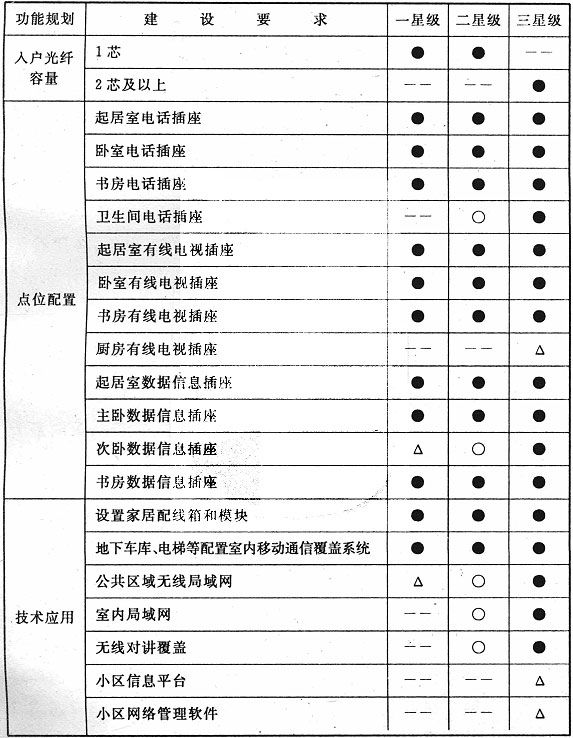 功能规划 建设要求 一星级 二星级 三星级
入户光纤容量 1芯 ● ● --
2芯及以上 -- -- ●
点位配置 起居室电话插座 ● ● ●
卧室电话插座 ● ● ●
书房电话插座 ● ● ●
卫生间电话插座 -- ○ ●
起居室有线电视插座 ● ● ●
卧室有线电视插座 ● ● ●
书房有线电视插座 ● ● ●
厨房有线电视插座 -- -- △
起居室数据信息插座 ● ● ●
主卧数据信息插座 ● ● ●
次卧数据信息插座 △ ○ ●
书房数据信息插座 ● ● ●
技术应用 设置家居配线箱和模块 ● ● ●
地下车库、电梯等配置室内移动通信覆盖系统 ● ● ●
公共区域无线局域网 △ ○ ●
室内局域网 -- ○ ●
无线对讲覆盖 -- ○ ●
小区信息平台 -- -- △
小区网络管理软件 -- -- △